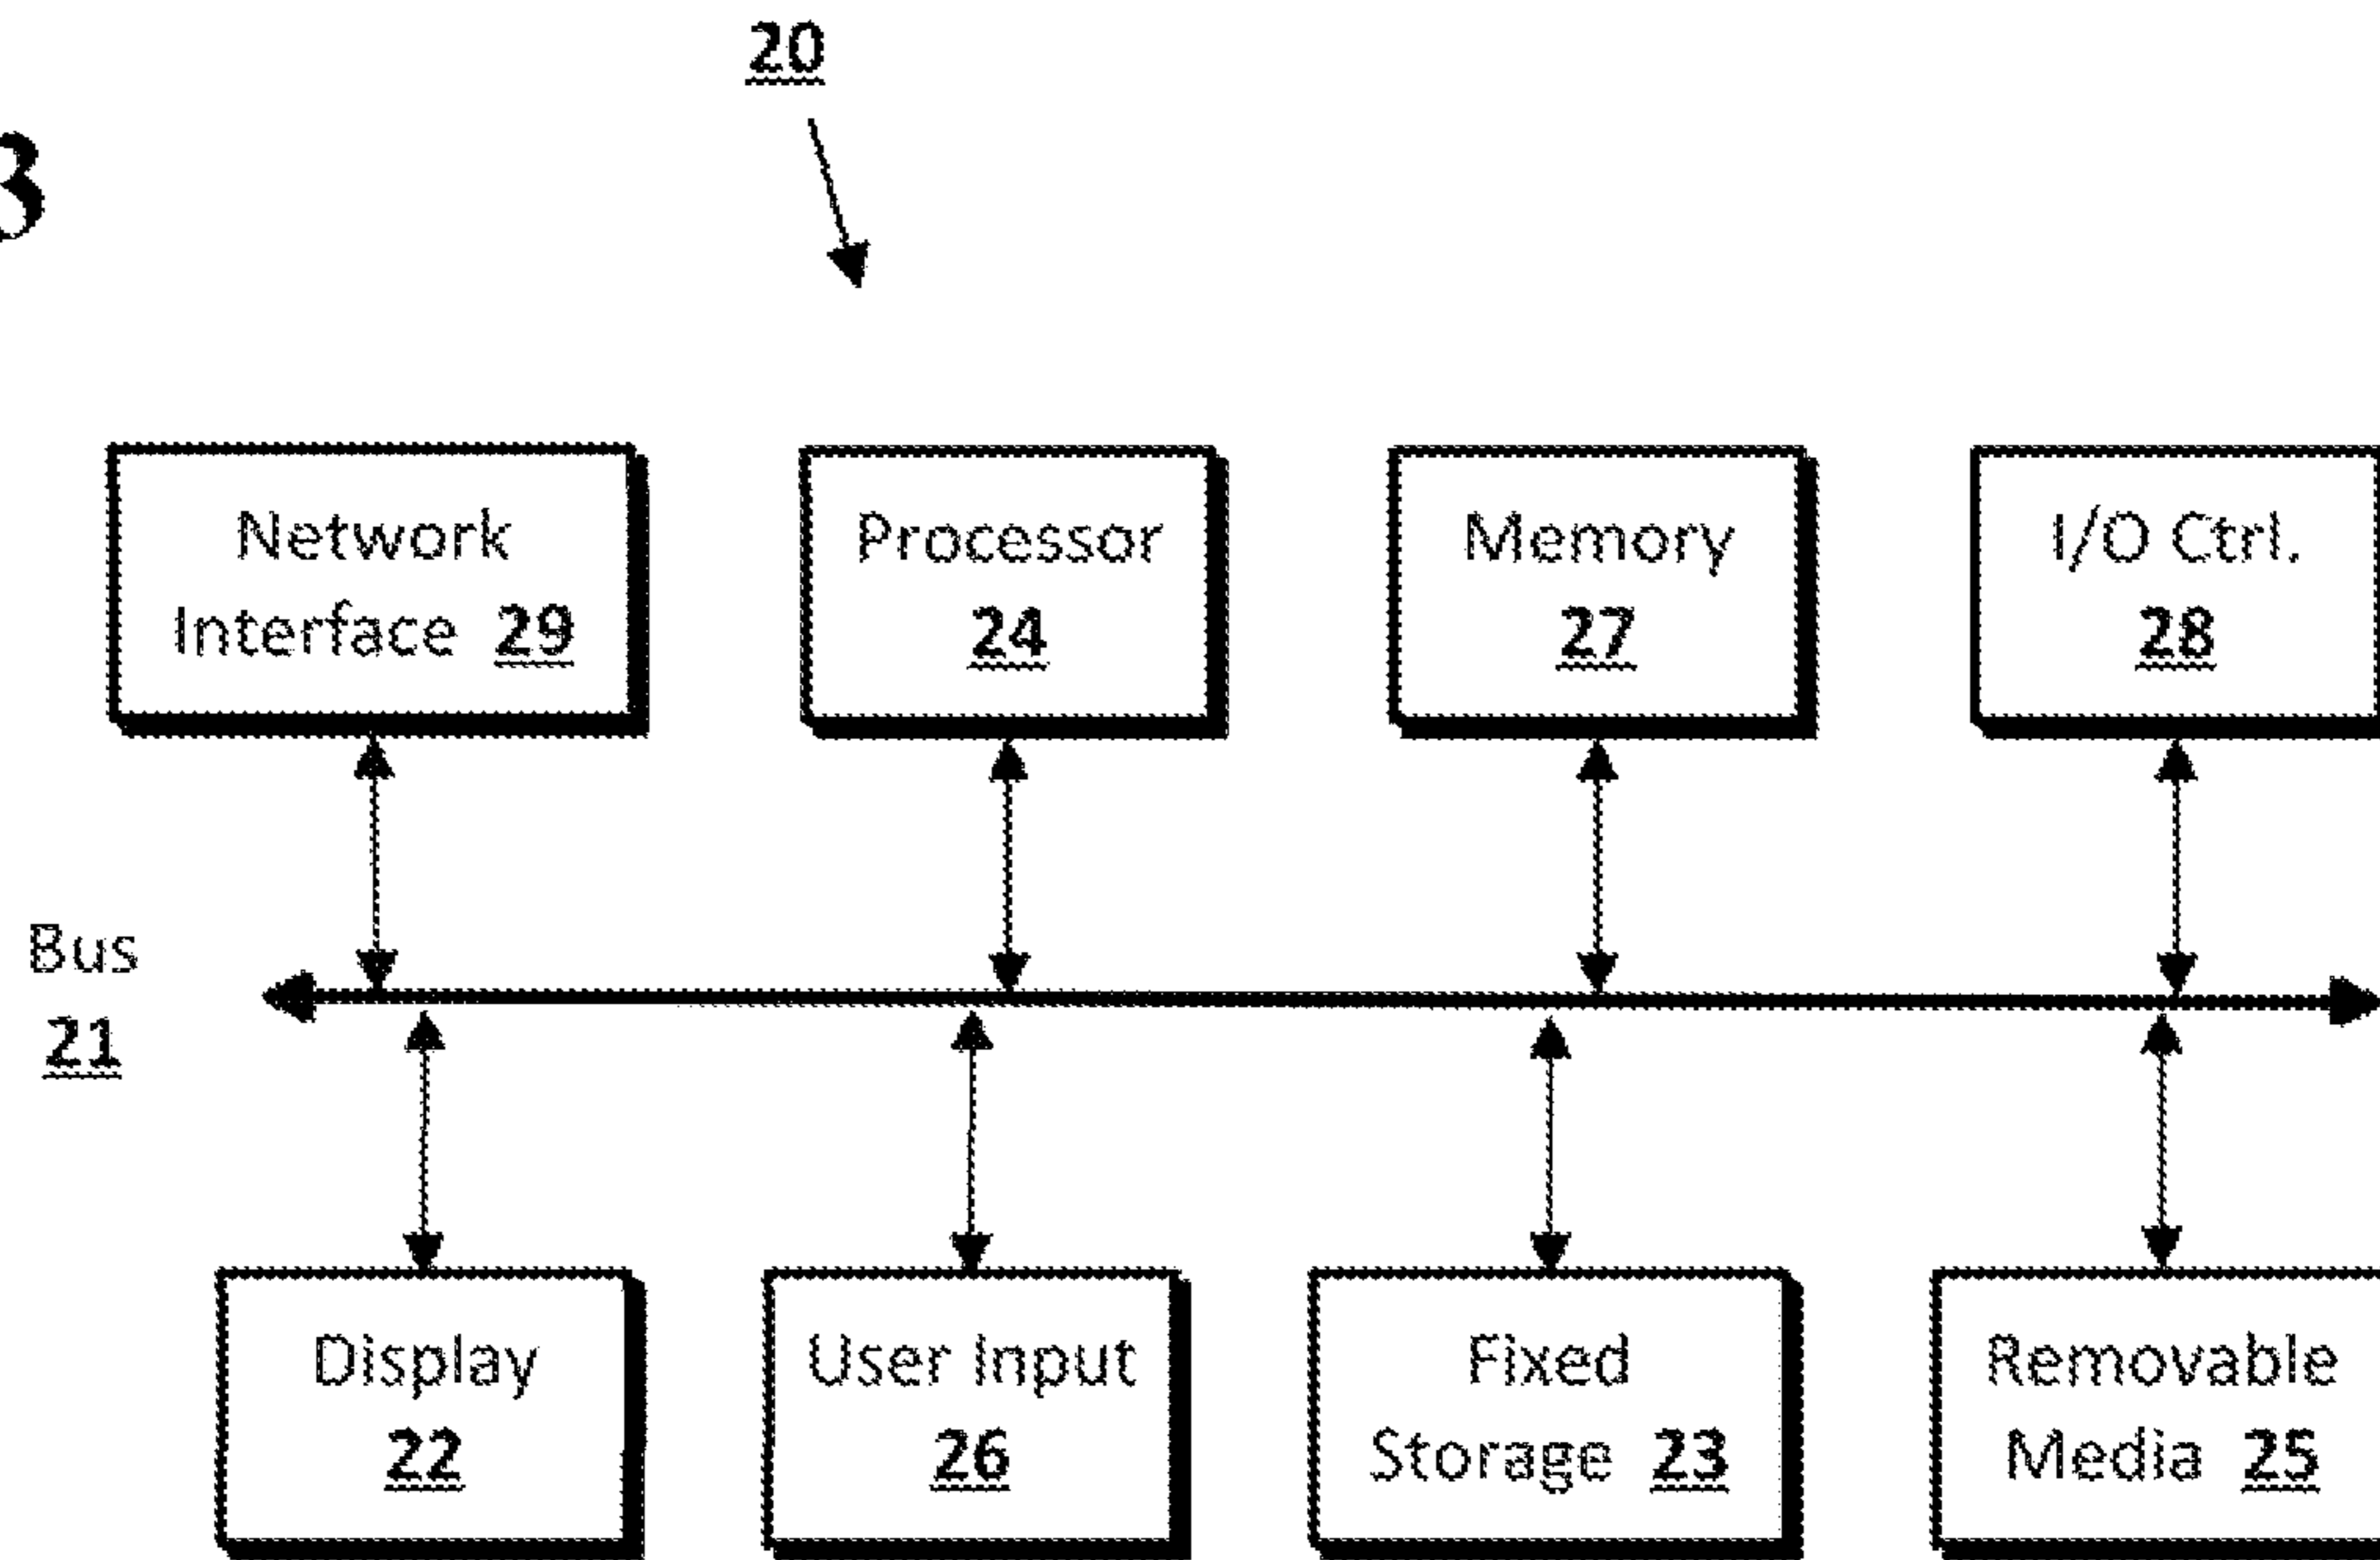 20
3
Network
Interface 29
Processor
24
Memory
27
I/O Ctrl.
28
Bus
21
Display
22
User Input
26
Fixed
Storage 23
Removable
Media 25